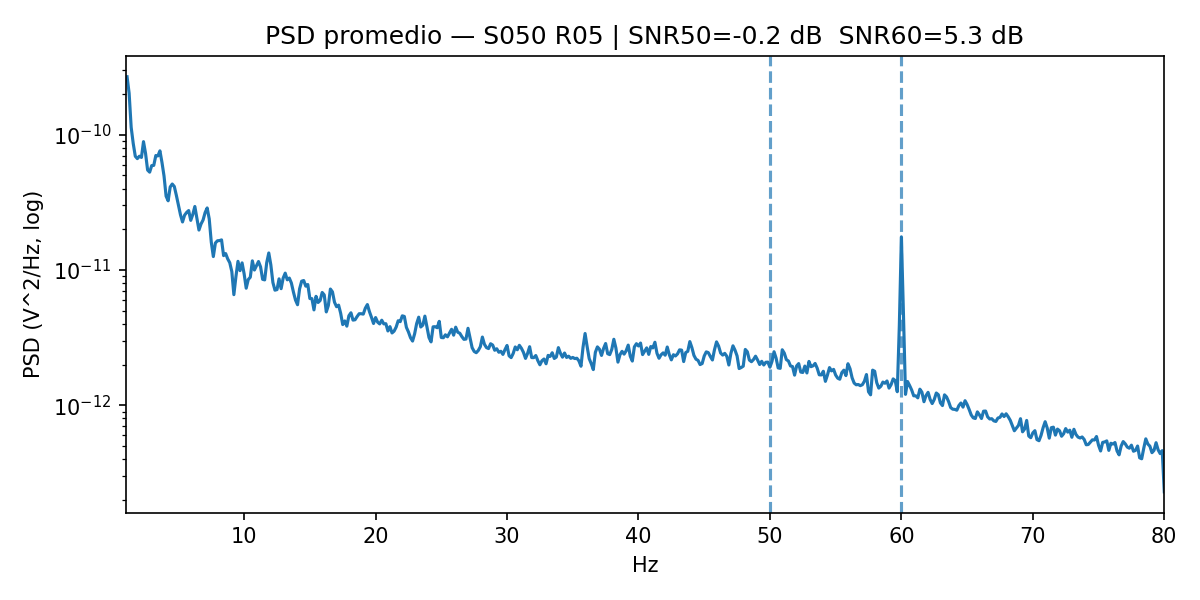 PSD promedio — S050 R05 | SNR50=-0.2 dB  SNR60=5.3 dB
PSD (V^2/Hz, log)
10⁻¹⁰
10⁻¹¹
10⁻¹²
10 20 30 40 50 60 70 80
Hz